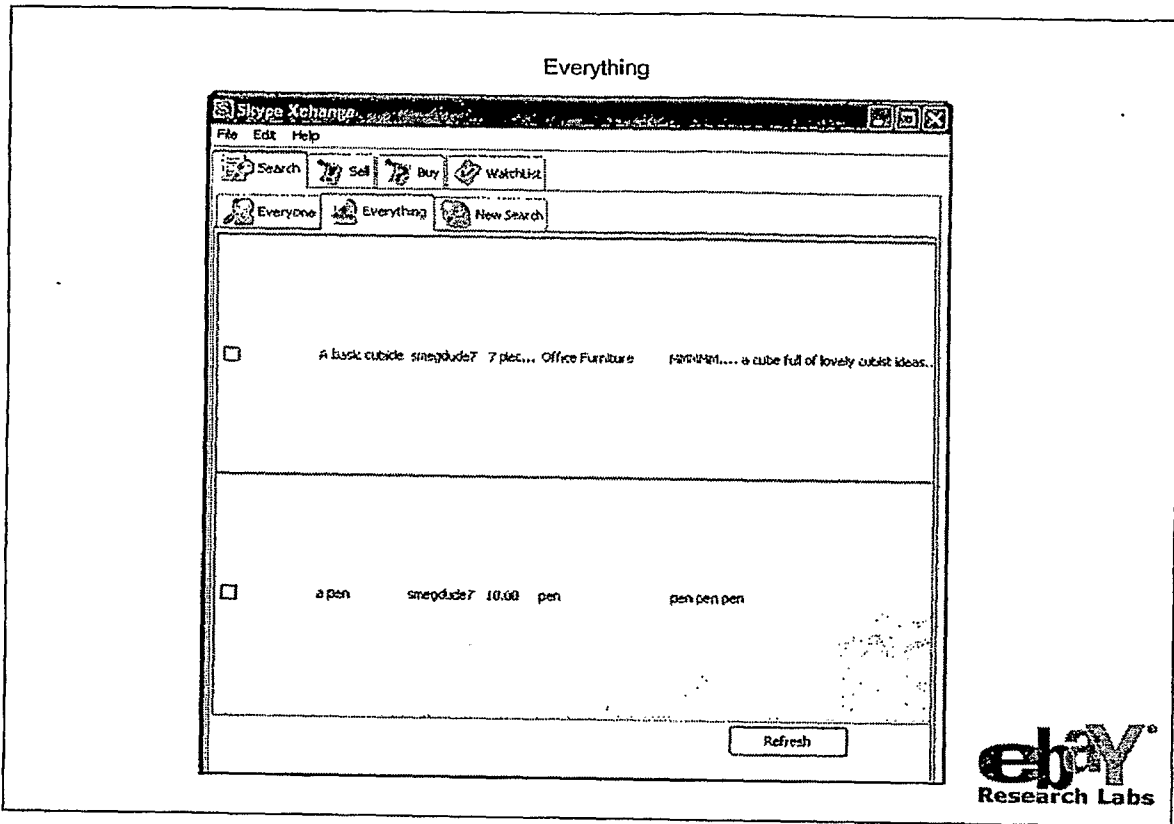 Everything
Skype Xchange
File Edit Help
Search Sell Buy WatchList
Everyone Everything New Search
A basic cubicle smegdude7 7 piec... Office Furniture MMMMM.... a cube full of lovely cubist ideas..
a pen smegdude7 10.00 pen pen pen pen
Refresh
ebaY
Research Labs